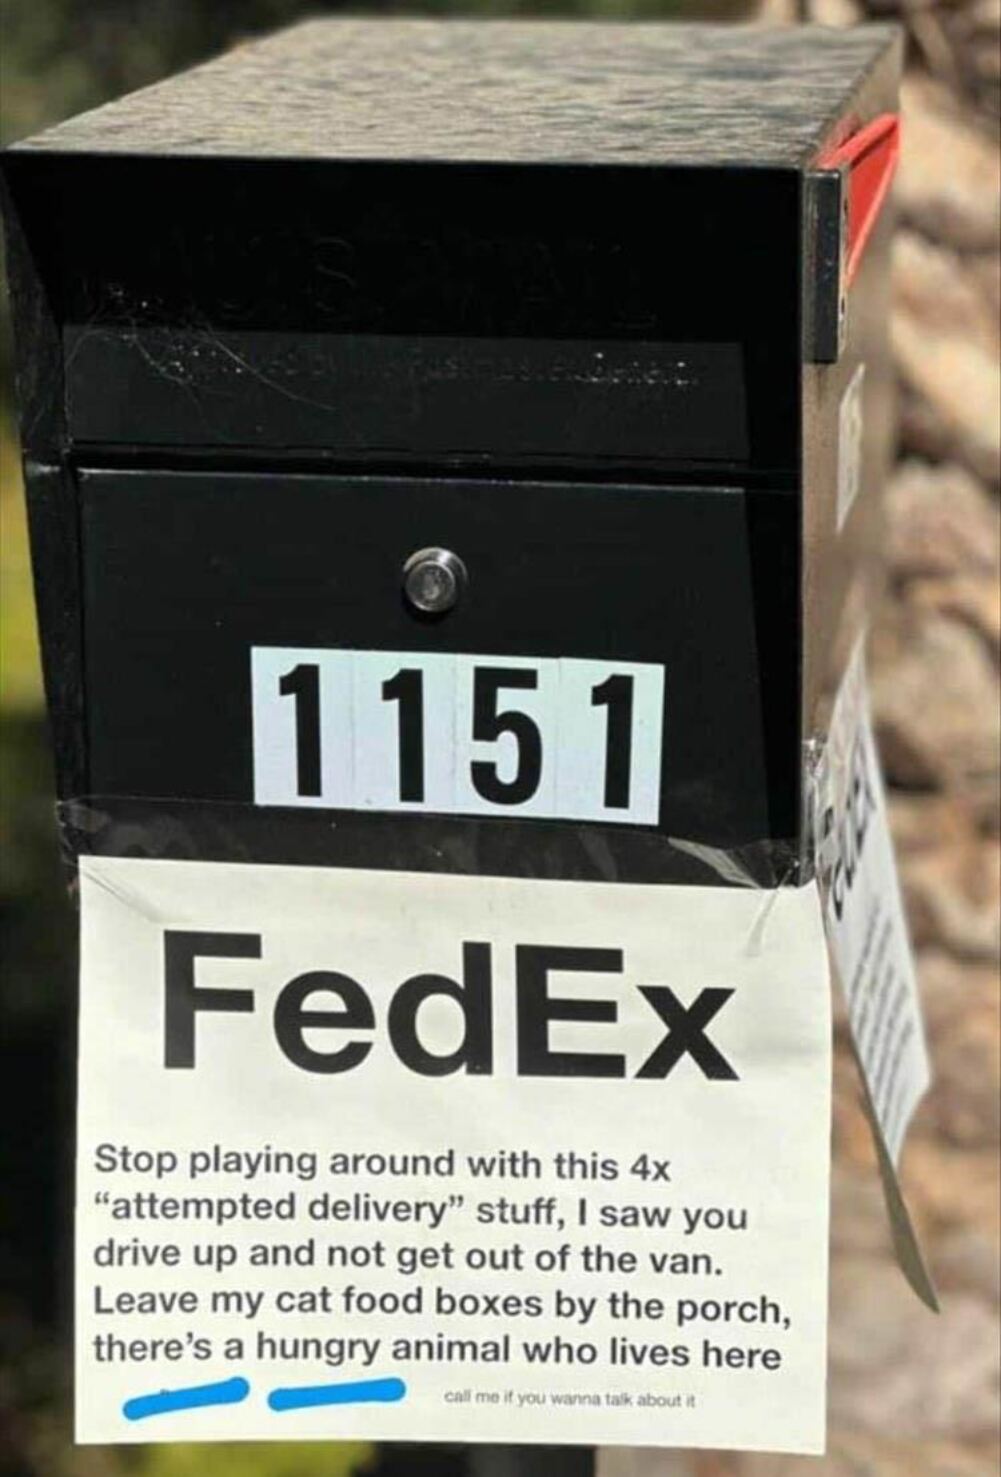 1151
FedEx
Stop playing around with this 4x
“attempted delivery” stuff, I saw you
drive up and not get out of the van.
Leave my cat food boxes by the porch,
there's a hungry animal who lives here
call me if you wanna talk about it